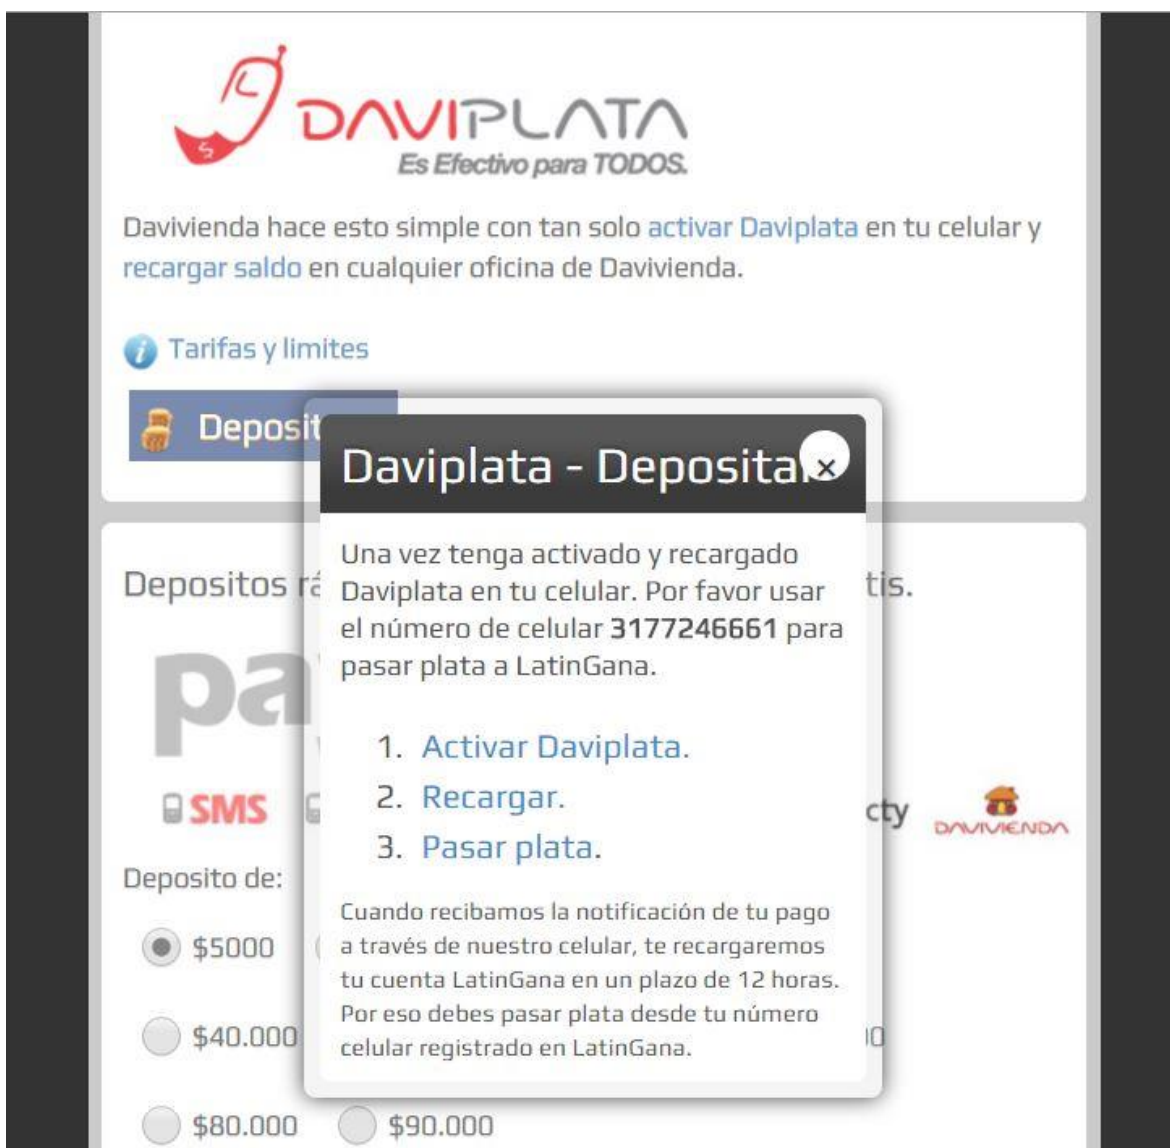 DAVIPLATA
Es Efectivo para TODOS.
Davivienda hace esto simple con tan solo activar Daviplata en tu celular y
recargar saldo en cualquier oficina de Davivienda.
Tarifas y limites
Deposit
Daviplata - Depositar
×
Una vez tenga activado y recargado
Daviplata en tu celular. Por favor usar
el número de celular 3177246661 para
pasar plata a LatinGana.
1. Activar Daviplata.
2. Recargar.
3. Pasar plata.
Cuando recibamos la notificación de tu pago
a través de nuestro celular, te recargaremos
tu cuenta LatinGana en un plazo de 12 horas.
Por eso debes pasar plata desde tu número
celular registrado en LatinGana.
Depositos rá tis.
pa
SMS cty DAVIVIENDA
Deposito de:
$5000
$40.000
$80.000 $90.000